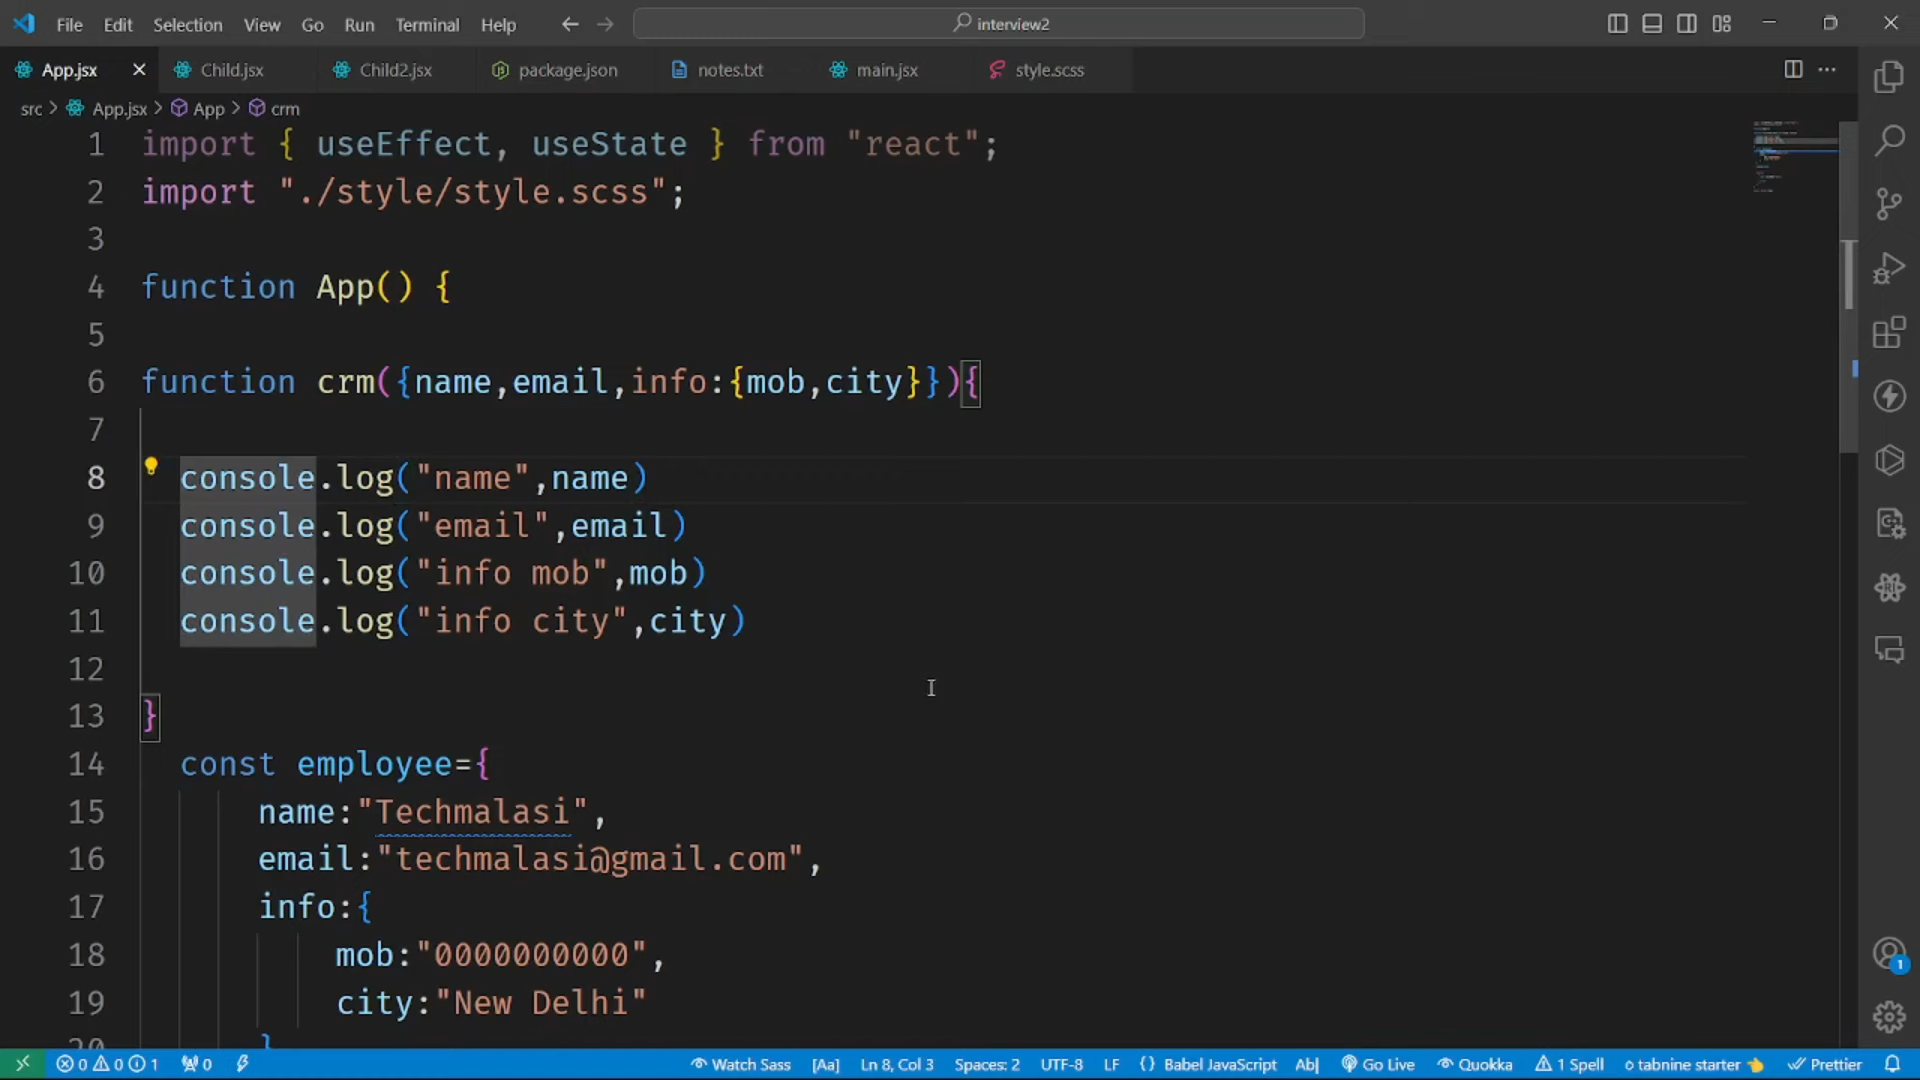 File Edit Selection View Go Run Terminal Help interview2
App.jsx Child.jsx Child2.jsx package.json notes.txt main.jsx style.scss
src > App.jsx > App > crm
1 import { useEffect, useState } from "react";
2 import "./style/style.scss";
3
4 function App() {
5
6 function crm({name,email,info:{mob,city}}){
7
8 console.log("name",name)
9 console.log("email",email)
10 console.log("info mob",mob)
11 console.log("info city",city)
12
13 }
14 const employee={
15 name:"Techmalasi",
16 email:"techmalasi@gmail.com",
17 info:{
18 mob:"0000000000",
19 city:"New Delhi"
20 }
1
0 0 1 0 Watch Sass [Aa] Ln 8, Col 3 Spaces: 2 UTF-8 LF {} Babel JavaScript Ab| Go Live Quokka 1 Spell tabnine starter Prettier